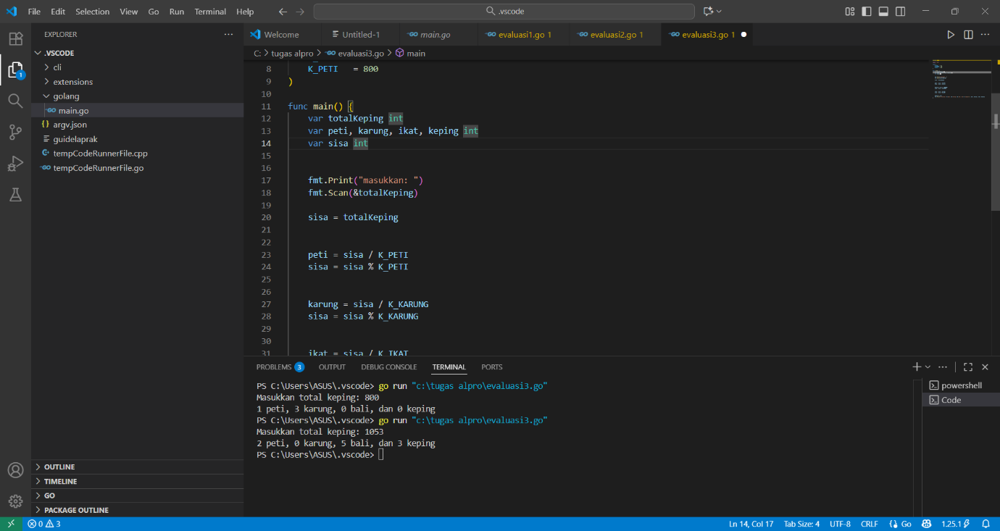 File Edit Selection View Go Run Terminal Help
.vscode
EXPLORER
.VSCODE
cli
extensions
golang
main.go
argv.json
guidelaprak
tempCodeRunnerFile.cpp
tempCodeRunnerFile.go
OUTLINE
TIMELINE
GO
PACKAGE OUTLINE
Welcome Untitled-1 main.go evaluasi1.go 1 evaluasi2.go 1 evaluasi3.go 1
C: > tugas alpro > evaluasi3.go > main
8 K_PETI = 800
9 )
10
11 func main() {
12 var totalKeping int
13 var peti, karung, ikat, keping int
14 var sisa int
15
16
17 fmt.Print("masukkan: ")
18 fmt.Scan(&totalKeping)
19
20 sisa = totalKeping
21
22
23 peti = sisa / K_PETI
24 sisa = sisa % K_PETI
25
26
27 karung = sisa / K_KARUNG
28 sisa = sisa % K_KARUNG
29
30
31 ikat = sisa / K_IKAT
PROBLEMS 3 OUTPUT DEBUG CONSOLE TERMINAL PORTS
PS C:\Users\ASUS\.vscode> go run "c:\tugas alpro\evaluasi3.go"
Masukkan total keping: 800
1 peti, 3 karung, 0 bali, dan 0 keping
PS C:\Users\ASUS\.vscode> go run "c:\tugas alpro\evaluasi3.go"
Masukkan total keping: 1053
2 peti, 0 karung, 5 bali, dan 3 keping
PS C:\Users\ASUS\.vscode>
powershell
Code
0 3 Ln 14, Col 17 Tab Size: 4 UTF-8 CRLF Go 1.25.1